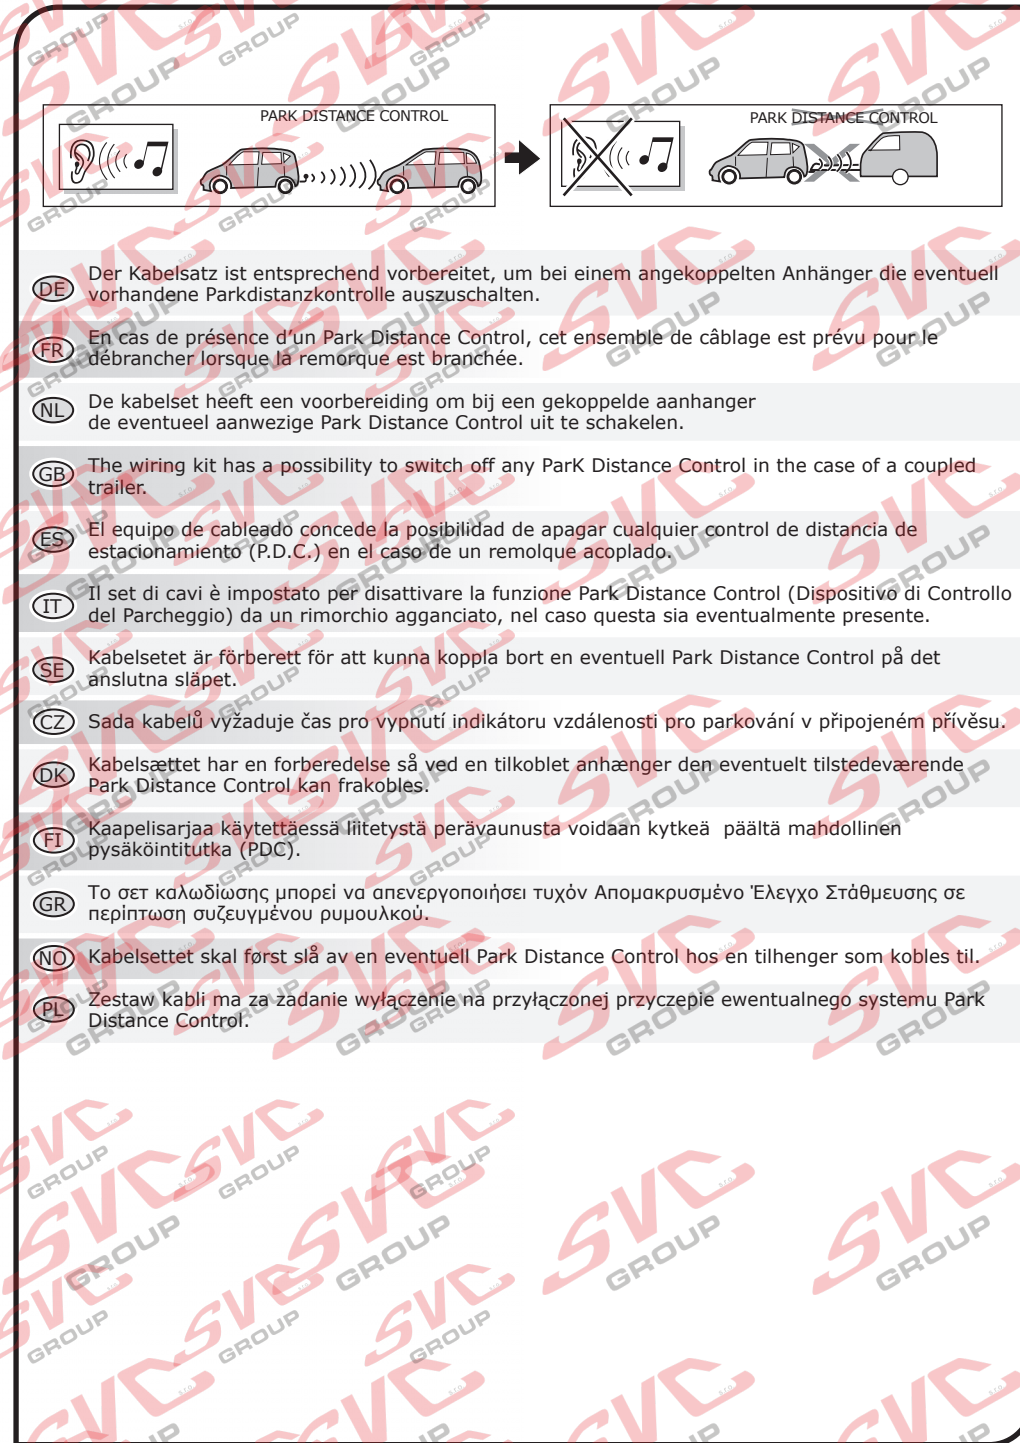 PARK DISTANCE CONTROL
PARK DISTANCE CONTROL
DE
Der Kabelsatz ist entsprechend vorbereitet, um bei einem angekoppelten Anhänger die eventuell
vorhandene Parkdistanzkontrolle auszuschalten.
FR
En cas de présence d'un Park Distance Control, cet ensemble de câblage est prévu pour le
débrancher lorsque la remorque est branchée.
NL
De kabelset heeft een voorbereiding om bij een gekoppelde aanhanger
de eventueel aanwezige Park Distance Control uit te schakelen.
GB
The wiring kit has a possibility to switch off any ParK Distance Control in the case of a coupled
trailer.
ES
El equipo de cableado concede la posibilidad de apagar cualquier control de distancia de
estacionamiento (P.D.C.) en el caso de un remolque acoplado.
IT
Il set di cavi è impostato per disattivare la funzione Park Distance Control (Dispositivo di Controllo
del Parcheggio) da un rimorchio agganciato, nel caso questa sia eventualmente presente.
SE
Kabelsetet är förberett för att kunna koppla bort en eventuell Park Distance Control på det
anslutna släpet.
CZ
Sada kabelů vyžaduje čas pro vypnutí indikátoru vzdálenosti pro parkování v připojeném přívěsu.
DK
Kabelsættet har en forberedelse så ved en tilkoblet anhænger den eventuelt tilstedeværende
Park Distance Control kan frakobles.
FI
Kaapelisarjaa käytettäessä liitetystä perävaunusta voidaan kytkeä päältä mahdollinen
pysäköintitutka (PDC).
GR
Το σετ καλωδίωσης μπορεί να απενεργοποιήσει τυχόν Απομακρυσμένο Έλεγχο Στάθμευσης σε
περίπτωση συζευγμένου ρυμουλκού.
NO
Kabelsettet skal først slå av en eventuell Park Distance Control hos en tilhenger som kobles til.
PL
Zestaw kabli ma za zadanie wyłączenie na przyłączonej przyczepie ewentualnego systemu Park
Distance Control.
SVC
s.r.o.
GROUP